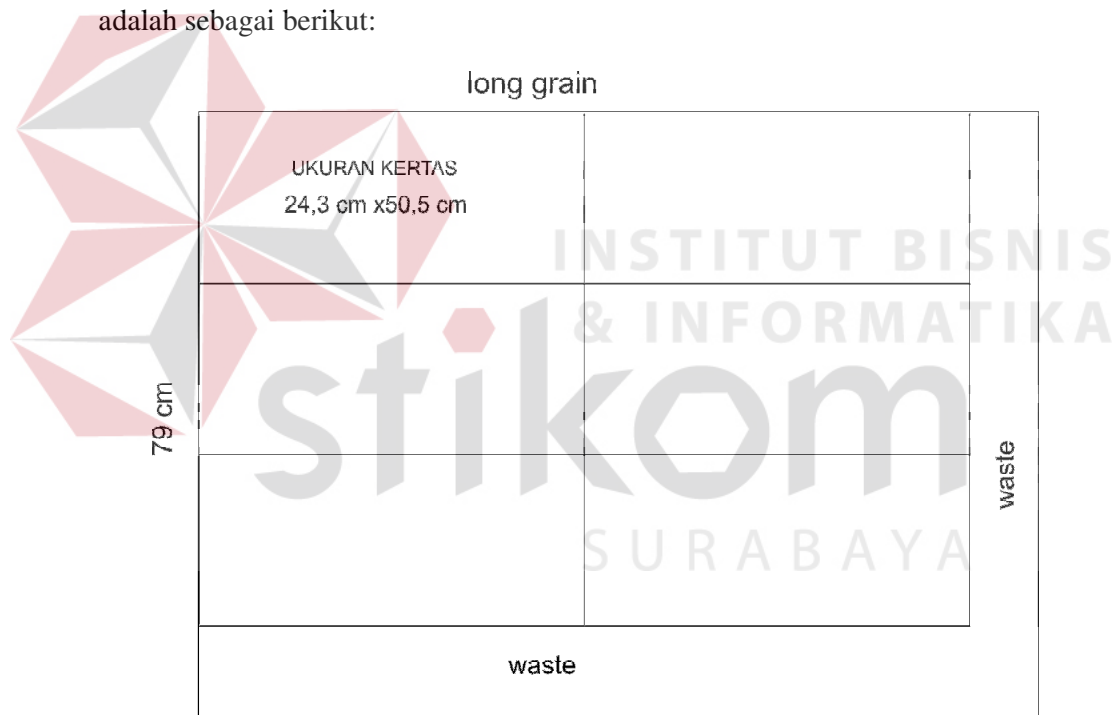 adalah sebagai berikut:
long grain
UKURAN KERTAS
24,3 cm x50,5 cm
INSTITUT BISNIS
& INFORMATIKA
stikom
SURABAYA
79 cm
waste
waste